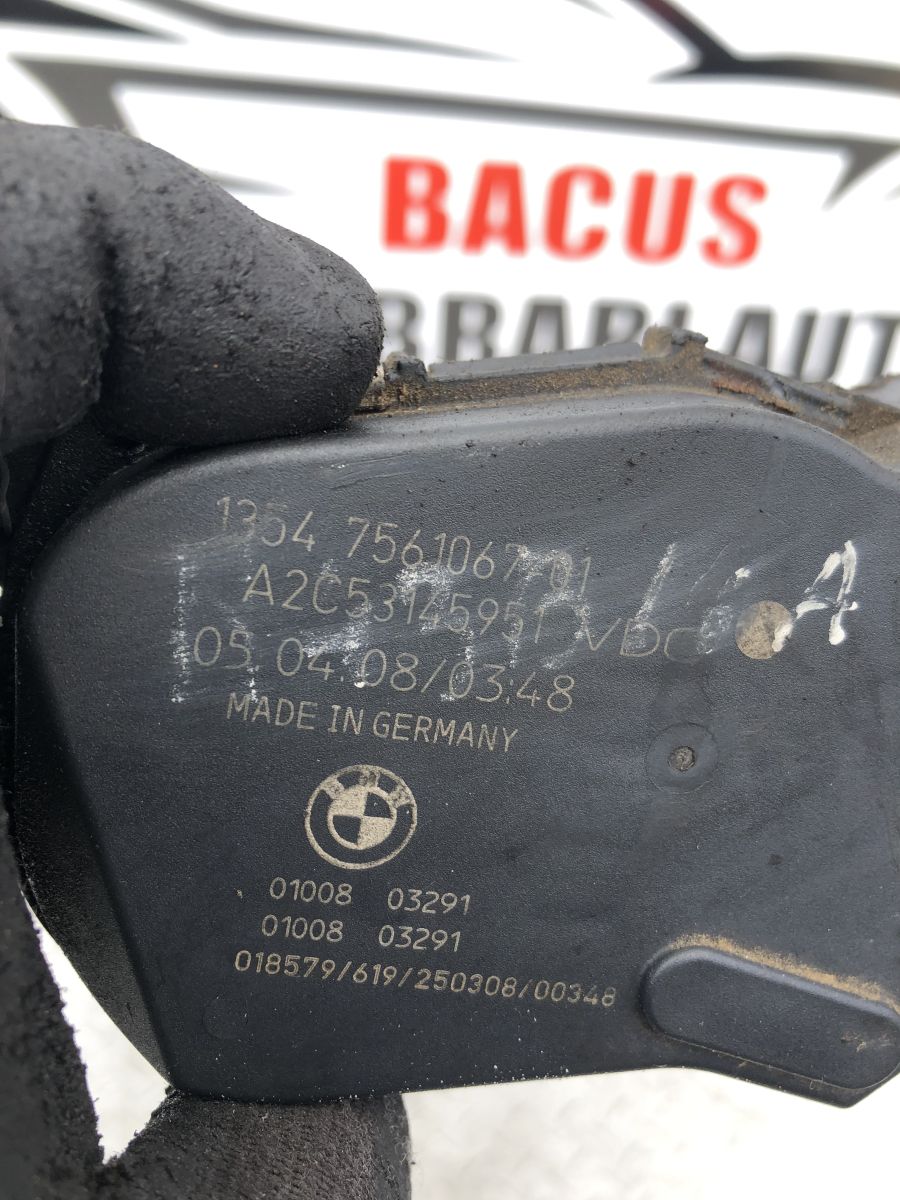 BACUS
1354 7561067-01
A2C53145951 VDO
05.04.08/03:48
MADE IN GERMANY
BMW
01008 03291
01008 03291
018579/619/250308/00348